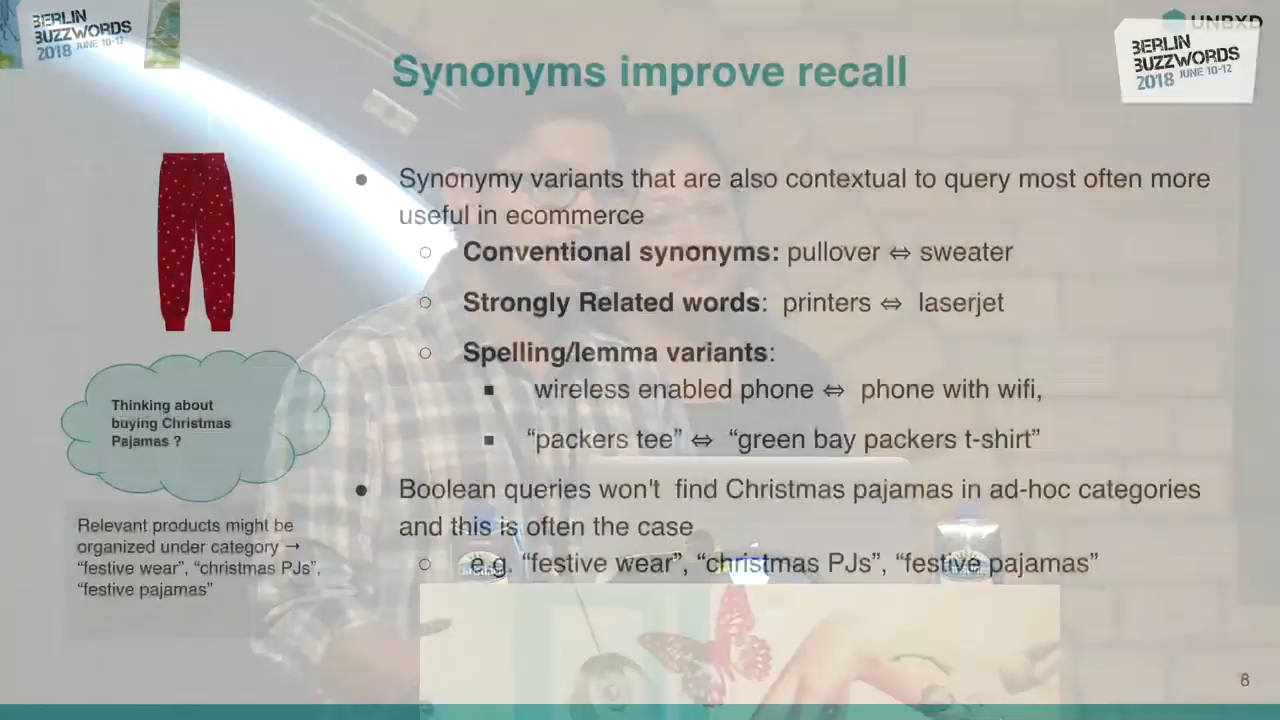 BERLIN
BUZZWORDS
2018 JUNE 10-12
UNBXD
BERLIN
BUZZWORDS
2018 JUNE 10-12
Synonyms improve recall
● Synonymy variants that are also contextual to query most often more
useful in ecommerce
○ Conventional synonyms: pullover ⇔ sweater
○ Strongly Related words: printers ⇔ laserjet
○ Spelling/lemma variants:
■ wireless enabled phone ⇔ phone with wifi,
■ “packers tee” ⇔ “green bay packers t-shirt”
● Boolean queries won't find Christmas pajamas in ad-hoc categories
and this is often the case
○ e.g. “festive wear”, “christmas PJs”, “festive pajamas”
Thinking about
buying Christmas
Pajamas ?
Relevant products might be
organized under category →
“festive wear”, “christmas PJs”,
“festive pajamas”
8